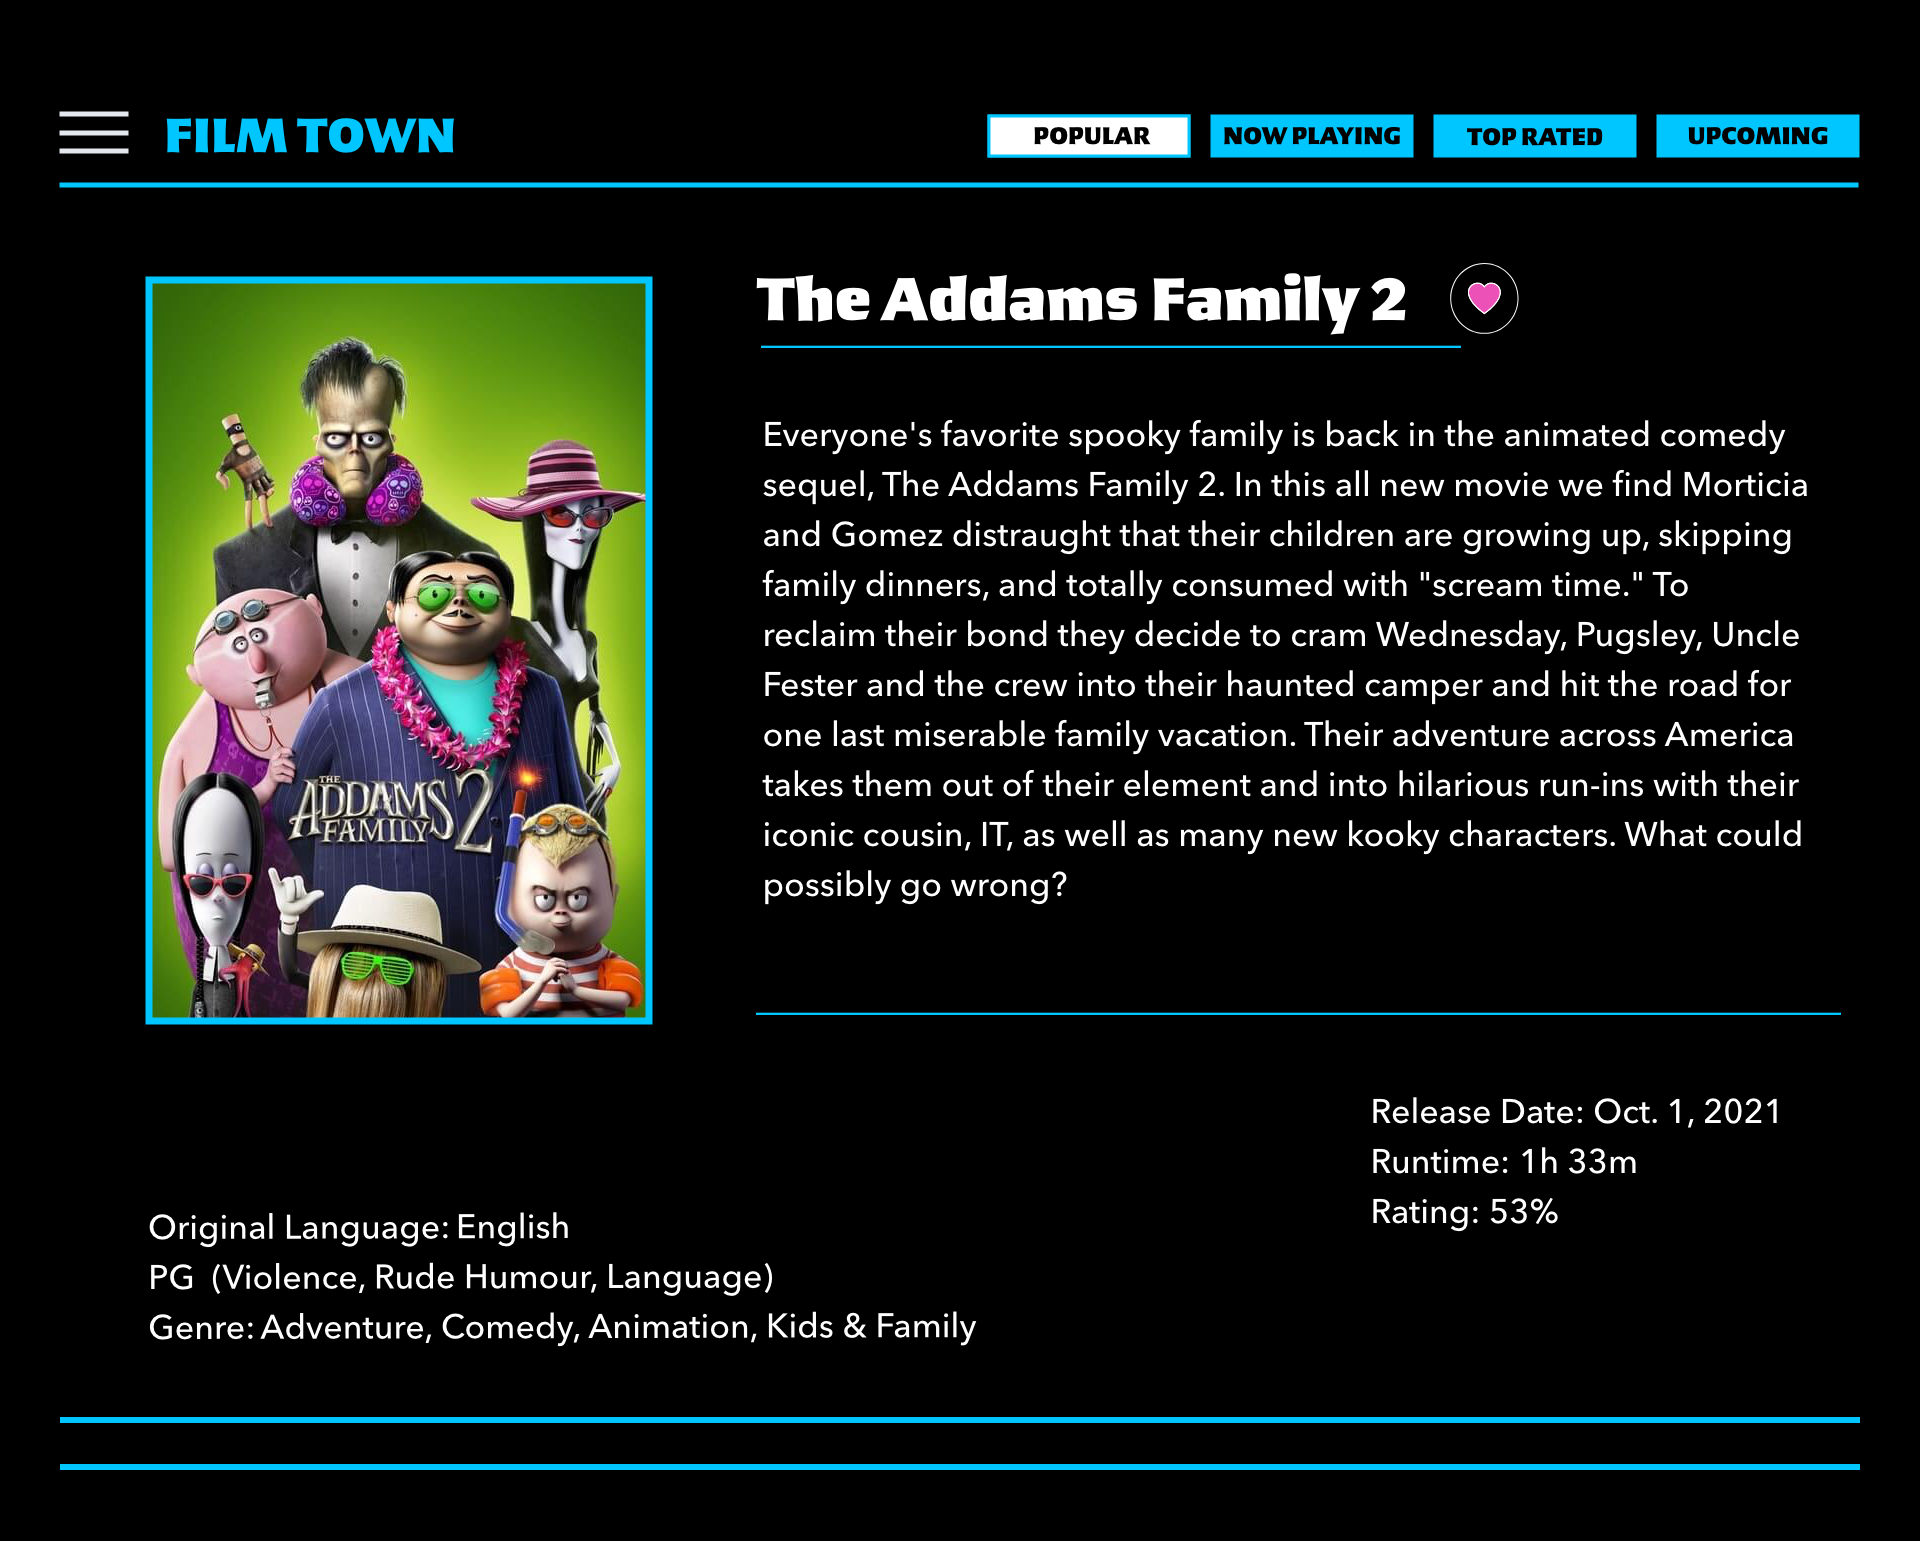 FILM TOWN
POPULAR
NOW PLAYING
TOP RATED
UPCOMING
The Addams Family 2
Everyone's favorite spooky family is back in the animated comedy
sequel, The Addams Family 2. In this all new movie we find Morticia
and Gomez distraught that their children are growing up, skipping
family dinners, and totally consumed with "scream time." To
reclaim their bond they decide to cram Wednesday, Pugsley, Uncle
Fester and the crew into their haunted camper and hit the road for
one last miserable family vacation. Their adventure across America
takes them out of their element and into hilarious run-ins with their
iconic cousin, IT, as well as many new kooky characters. What could
possibly go wrong?
THE
ADDAMS
FAMILY 2
Release Date: Oct. 1, 2021
Runtime: 1h 33m
Rating: 53%
Original Language: English
PG (Violence, Rude Humour, Language)
Genre: Adventure, Comedy, Animation, Kids & Family